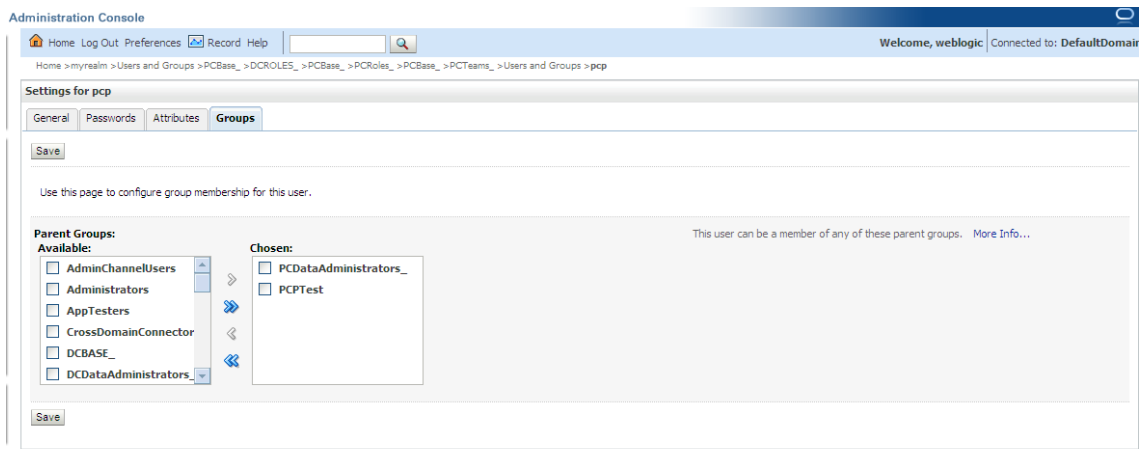 Administration Console
Home Log Out Preferences Record Help
Welcome, weblogic Connected to: DefaultDomain
Home >myrealm >Users and Groups >PCBase_ >DCROLES_ >PCBase_ >PCRoles_ >PCBase_ >PCTeams_ >Users and Groups >pcp
Settings for pcp
General Passwords Attributes Groups
Save
Use this page to configure group membership for this user.
Parent Groups:
This user can be a member of any of these parent groups. More Info...
Available:
Chosen:
AdminChannelUsers
Administrators
AppTesters
CrossDomainConnector
DCBASE_
DCDataAdministrators_
PCDataAdministrators_
PCPTest
Save